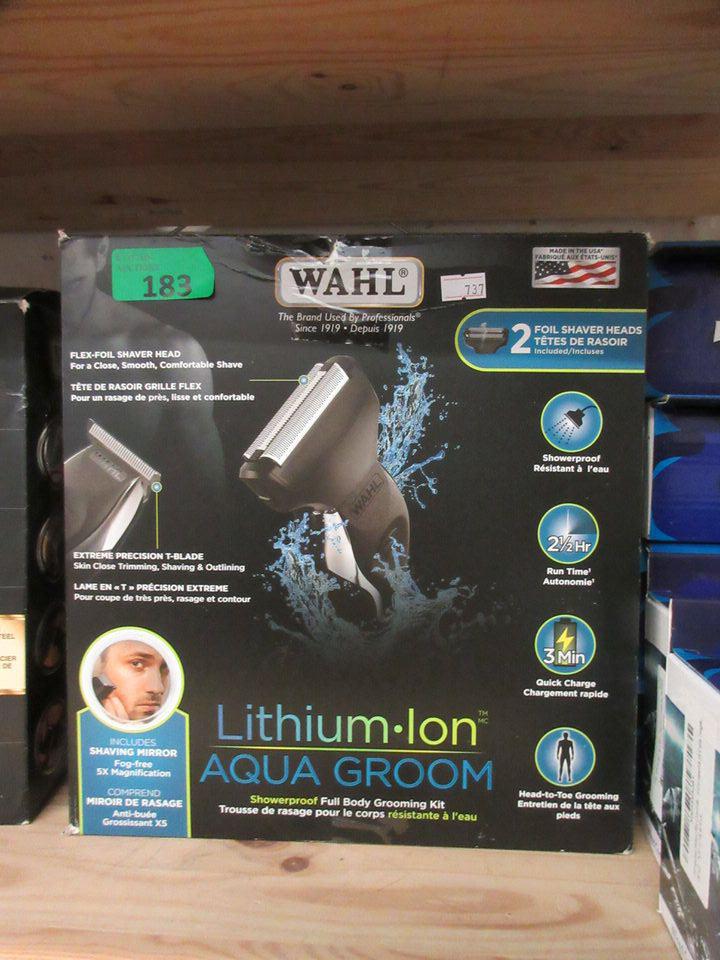 183
WAHL®
737
MADE IN THE USA*
FABRIQUÉ AUX ÉTATS-UNIS*
The Brand Used By Professionals®
Since 1919 • Depuis 1919
2 FOIL SHAVER HEADS
TÊTES DE RASOIR
Included/Incluses
FLEX-FOIL SHAVER HEAD
For a Close, Smooth, Comfortable Shave
TÊTE DE RASOIR GRILLE FLEX
Pour un rasage de près, lisse et confortable
WAHL
Showerproof
Résistant à l'eau
EXTREME PRECISION T-BLADE
Skin Close Trimming, Shaving & Outlining
LAME EN «T» PRÉCISION EXTREME
Pour coupe de très près, rasage et contour
2½ Hr
Run Time¹
Autonomie¹
3 Min
Quick Charge
Chargement rapide
INCLUDES
SHAVING MIRROR
Fog-free
5X Magnification
COMPREND
MIROIR DE RASAGE
Anti-buée
Grossissant X5
Lithium•Ion™ MC
AQUA GROOM
Showerproof Full Body Grooming Kit
Trousse de rasage pour le corps résistante à l'eau
Head-to-Toe Grooming
Entretien de la tête aux
pieds